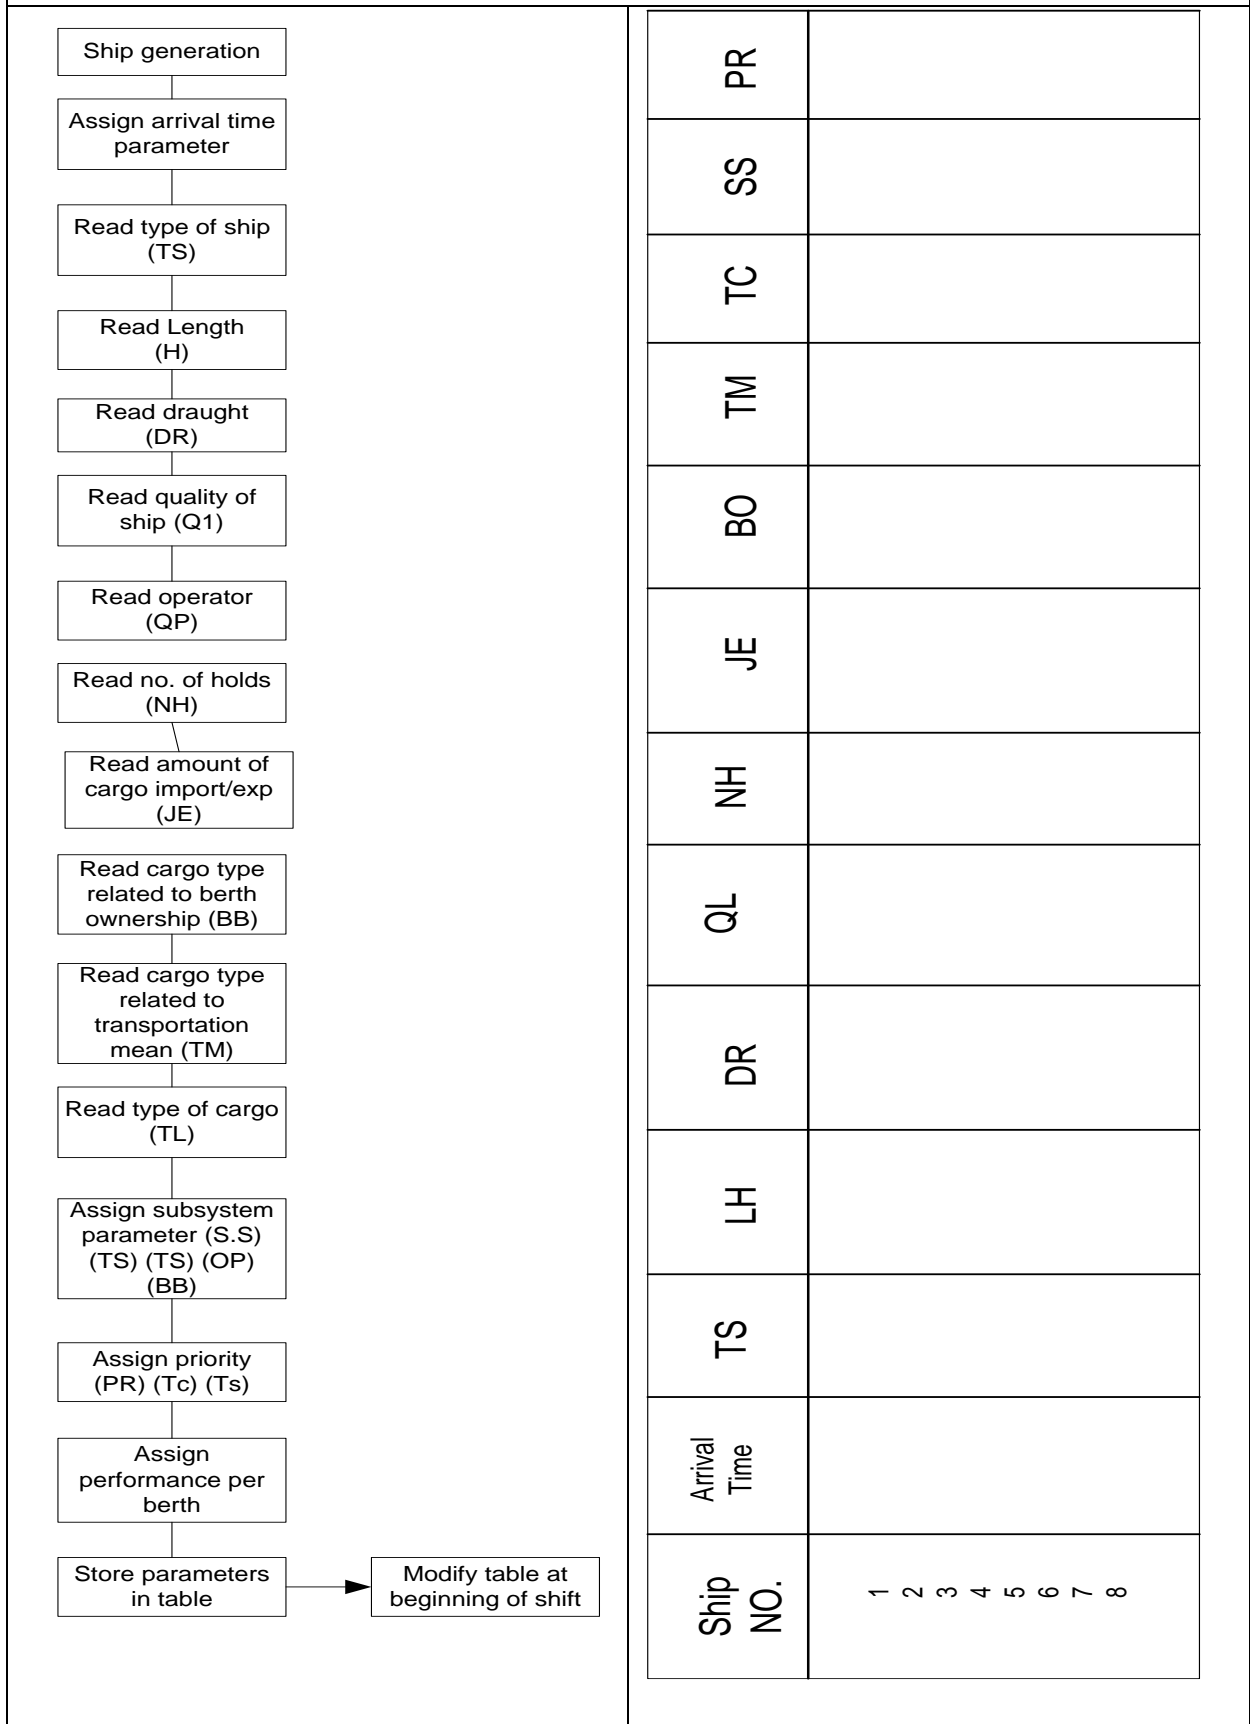 Ship generation
Assign arrival time
parameter
Read type of ship
(TS)
Read Length
(H)
Read draught
(DR)
Read quality of
ship (Q1)
Read operator
(QP)
Read no. of holds
(NH)
Read amount of
cargo import/exp
(JE)
Read cargo type
related to berth
ownership (BB)
Read cargo type
related to
transportation
mean (TM)
Read type of cargo
(TL)
Assign subsystem
parameter (S.S)
(TS) (TS) (OP)
(BB)
Assign priority
(PR) (Tc) (Ts)
Assign
performance per
berth
Store parameters
in table
Modify table at
beginning of shift
Ship
NO.
Arrival
Time
TS
LH
DR
QL
NH
JE
BO
TM
TC
SS
PR
1
2
3
4
5
6
7
8